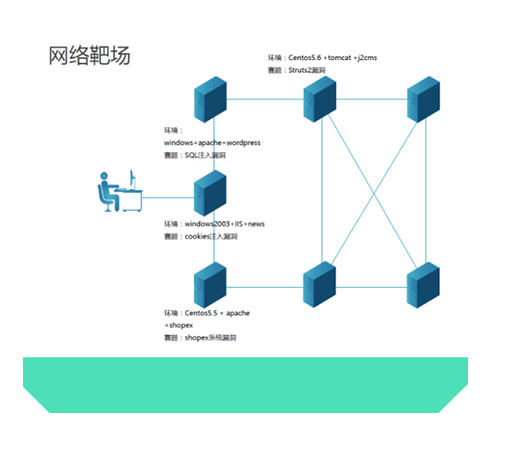 网络靶场
环境：Centos5.6 +tomcat +j2cms
赛题：Struts2漏洞
环境：
windows+apache+wordpress
赛题：SQL注入漏洞
环境：windows2003+IIS+news
赛题：cookies注入漏洞
环境：Centos5.5 + apache
+shopex
赛题：shopex系统漏洞